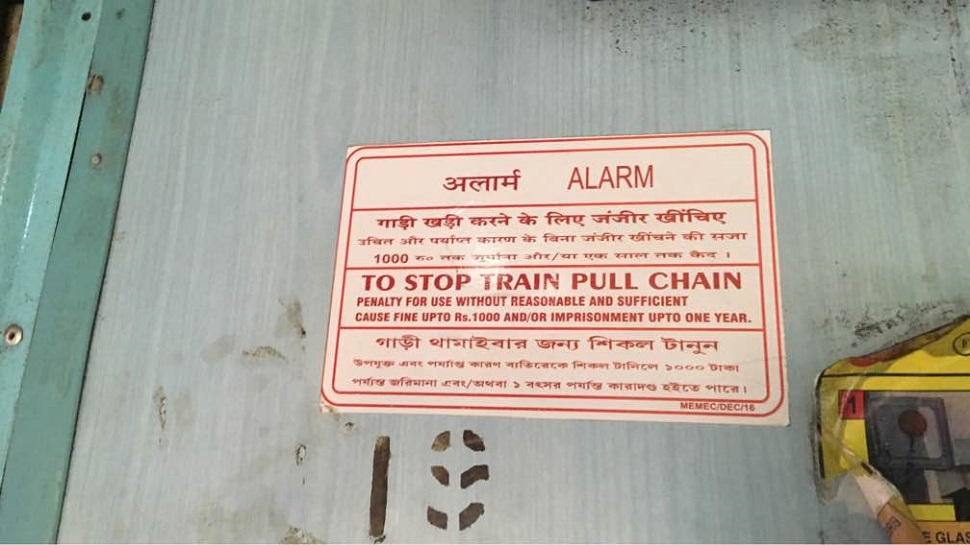 अलार्म ALARM
गाड़ी खड़ी करने के लिए जंजीर खींचिए
उचित और पर्याप्त कारण के बिना जंजीर खींचने की सजा
1000 रु० तक जुर्माना और/या एक साल तक कैद ।
TO STOP TRAIN PULL CHAIN
PENALTY FOR USE WITHOUT REASONABLE AND SUFFICIENT
CAUSE FINE UPTO Rs.1000 AND/OR IMPRISONMENT UPTO ONE YEAR.
গাড়ী থামাইবার জন্য শিকল টানুন
উপযুক্ত এবং পর্যাপ্ত কারণ ব্যতিরেকে শিকল টানিলে ১০০০ টাকা
পর্যন্ত জরিমানা এবং/অথবা ১ বৎসর পর্যন্ত কারাদণ্ড হইতে পারে।
MEMEC/DEC/16
19
1